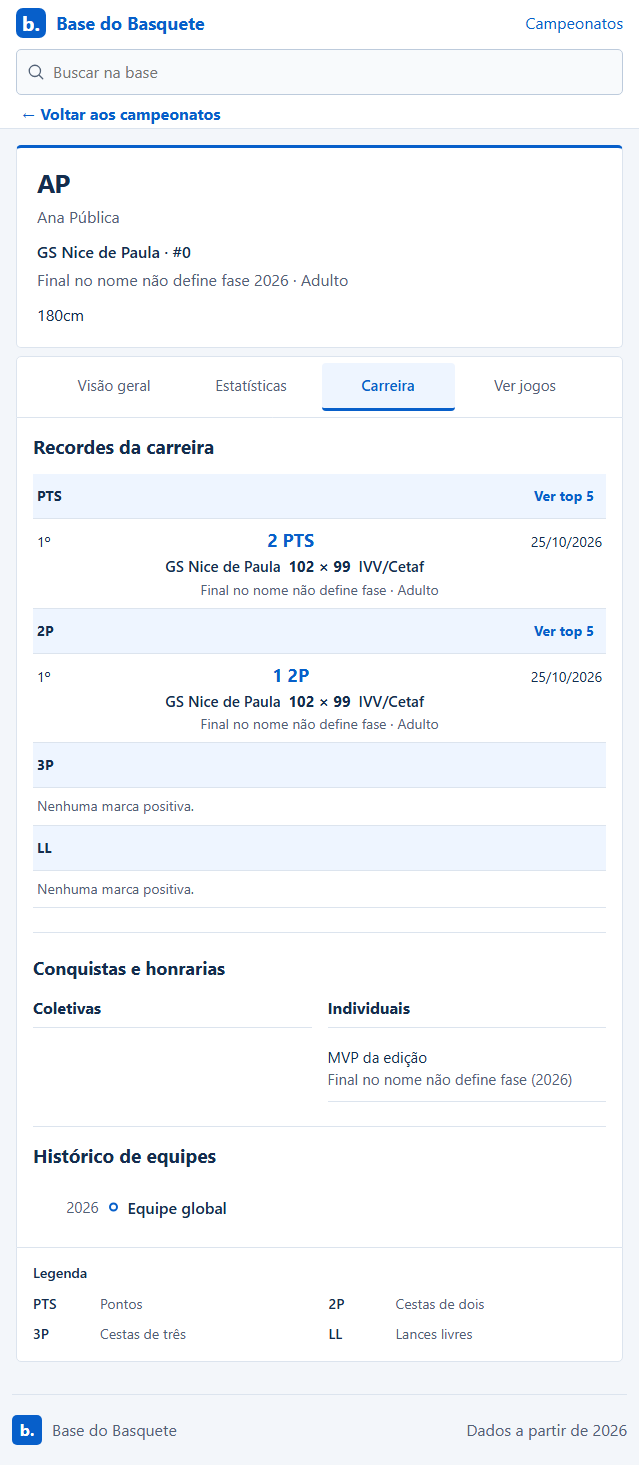 b. Base do Basquete Campeonatos
Buscar na base
← Voltar aos campeonatos
AP
Ana Pública
GS Nice de Paula · #0
Final no nome não define fase 2026 · Adulto
180cm
Visão geral Estatísticas Carreira Ver jogos
Recordes da carreira
PTS Ver top 5
1º 2 PTS 25/10/2026
GS Nice de Paula 102 × 99 IVV/Cetaf
Final no nome não define fase · Adulto
2P Ver top 5
1º 1 2P 25/10/2026
GS Nice de Paula 102 × 99 IVV/Cetaf
Final no nome não define fase · Adulto
3P
Nenhuma marca positiva.
LL
Nenhuma marca positiva.
Conquistas e honrarias
Coletivas Individuais
MVP da edição
Final no nome não define fase (2026)
Histórico de equipes
2026 Equipe global
Legenda
PTS Pontos 2P Cestas de dois
3P Cestas de três LL Lances livres
b. Base do Basquete Dados a partir de 2026